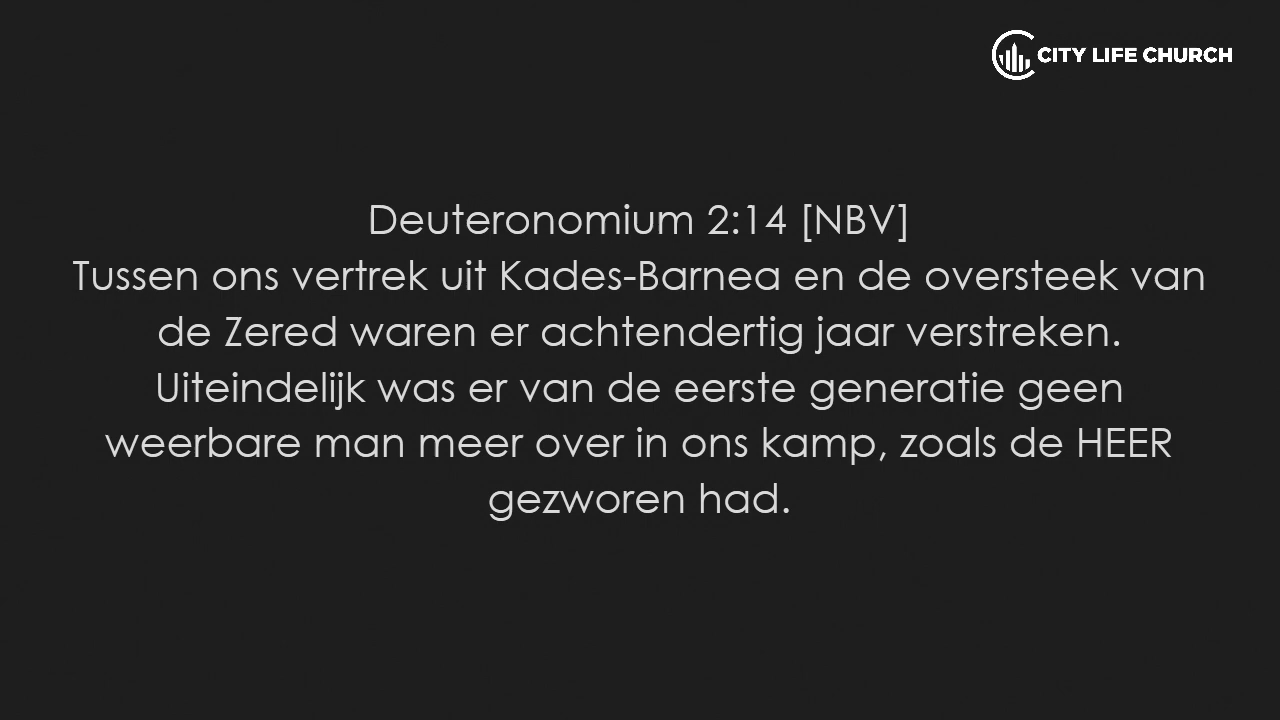 CITY LIFE CHURCH
Deuteronomium 2:14 [NBV]
Tussen ons vertrek uit Kades-Barnea en de oversteek van
de Zered waren er achtendertig jaar verstreken.
Uiteindelijk was er van de eerste generatie geen
weerbare man meer over in ons kamp, zoals de HEER
gezworen had.